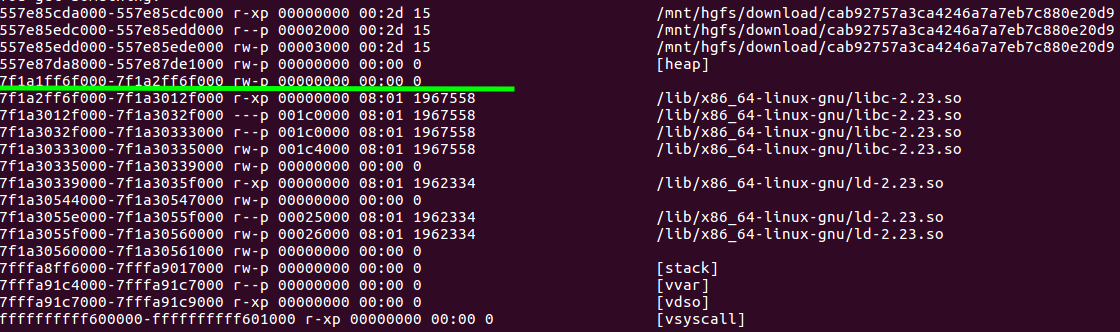 557e85cda000-557e85cdc000 r-xp 00000000 00:2d 15 /mnt/hgfs/download/cab92757a3ca4246a7a7eb7c880e20d9
557e85edc000-557e85edd000 r--p 00002000 00:2d 15 /mnt/hgfs/download/cab92757a3ca4246a7a7eb7c880e20d9
557e85edd000-557e85ede000 rw-p 00003000 00:2d 15 /mnt/hgfs/download/cab92757a3ca4246a7a7eb7c880e20d9
557e87da8000-557e87de1000 rw-p 00000000 00:00 0 [heap]
7f1a1ff6f000-7f1a2ff6f000 rw-p 00000000 00:00 0
7f1a2ff6f000-7f1a3012f000 r-xp 00000000 08:01 1967558 /lib/x86_64-linux-gnu/libc-2.23.so
7f1a3012f000-7f1a3032f000 ---p 001c0000 08:01 1967558 /lib/x86_64-linux-gnu/libc-2.23.so
7f1a3032f000-7f1a30333000 r--p 001c0000 08:01 1967558 /lib/x86_64-linux-gnu/libc-2.23.so
7f1a30333000-7f1a30335000 rw-p 001c4000 08:01 1967558 /lib/x86_64-linux-gnu/libc-2.23.so
7f1a30335000-7f1a30339000 rw-p 00000000 00:00 0
7f1a30339000-7f1a3035f000 r-xp 00000000 08:01 1962334 /lib/x86_64-linux-gnu/ld-2.23.so
7f1a30544000-7f1a30547000 rw-p 00000000 00:00 0
7f1a3055e000-7f1a3055f000 r--p 00025000 08:01 1962334 /lib/x86_64-linux-gnu/ld-2.23.so
7f1a3055f000-7f1a30560000 rw-p 00026000 08:01 1962334 /lib/x86_64-linux-gnu/ld-2.23.so
7f1a30560000-7f1a30561000 rw-p 00000000 00:00 0
7fffa8ff6000-7fffa9017000 rw-p 00000000 00:00 0 [stack]
7fffa91c4000-7fffa91c7000 r--p 00000000 00:00 0 [vvar]
7fffa91c7000-7fffa91c9000 r-xp 00000000 00:00 0 [vdso]
ffffffffff600000-ffffffffff601000 r-xp 00000000 00:00 0 [vsyscall]